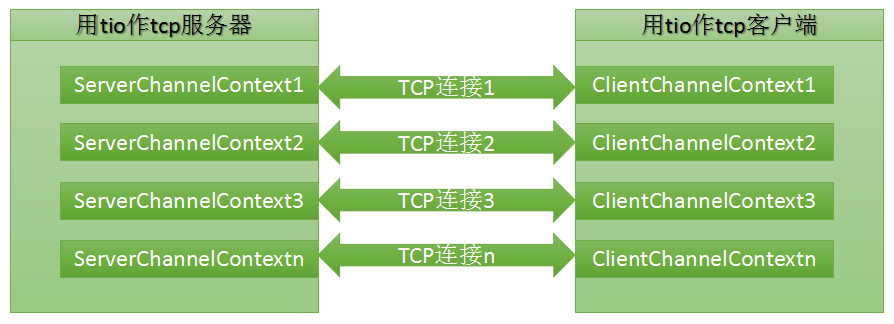 用tio作tcp服务器
用tio作tcp客户端
ServerChannelContext1
TCP连接1
ClientChannelContext1
ServerChannelContext2
TCP连接2
ClientChannelContext2
ServerChannelContext3
TCP连接3
ClientChannelContext3
ServerChannelContextn
TCP连接n
ClientChannelContextn